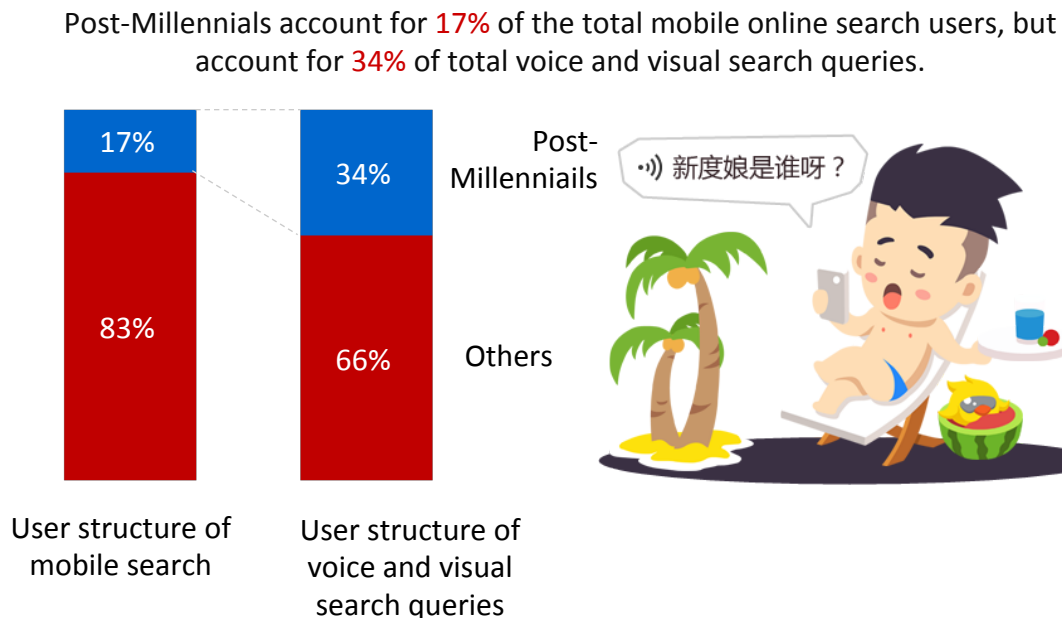 Post-Millennials account for 17% of the total mobile online search users, but
account for 34% of total voice and visual search queries.
17%
34%
Post-
Millenniails
新度娘是谁呀？
83%
66%
Others
User structure of
mobile search
User structure of
voice and visual
search queries